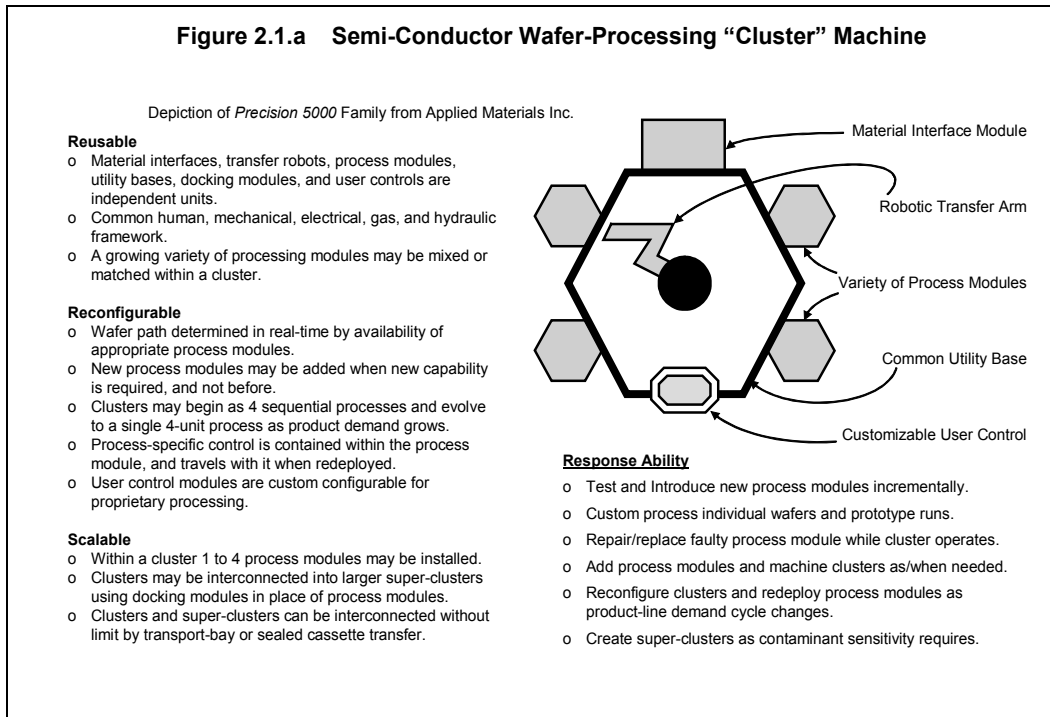 Figure 2.1.a Semi-Conductor Wafer-Processing “Cluster” Machine
Depiction of Precision 5000 Family from Applied Materials Inc.
Reusable
o Material interfaces, transfer robots, process modules,
utility bases, docking modules, and user controls are
independent units.
o Common human, mechanical, electrical, gas, and hydraulic
framework.
o A growing variety of processing modules may be mixed or
matched within a cluster.
Reconfigurable
o Wafer path determined in real-time by availability of
appropriate process modules.
o New process modules may be added when new capability
is required, and not before.
o Clusters may begin as 4 sequential processes and evolve
to a single 4-unit process as product demand grows.
o Process-specific control is contained within the process
module, and travels with it when redeployed.
o User control modules are custom configurable for
proprietary processing.
Scalable
o Within a cluster 1 to 4 process modules may be installed.
o Clusters may be interconnected into larger super-clusters
using docking modules in place of process modules.
o Clusters and super-clusters can be interconnected without
limit by transport-bay or sealed cassette transfer.
Material Interface Module
Robotic Transfer Arm
Variety of Process Modules
Common Utility Base
Customizable User Control
Response Ability
o Test and Introduce new process modules incrementally.
o Custom process individual wafers and prototype runs.
o Repair/replace faulty process module while cluster operates.
o Add process modules and machine clusters as/when needed.
o Reconfigure clusters and redeploy process modules as
product-line demand cycle changes.
o Create super-clusters as contaminant sensitivity requires.